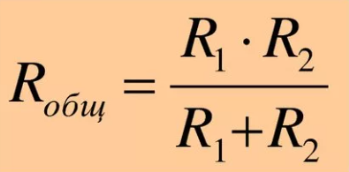 R_общ = (R_1 · R_2) / (R_1+R_2)